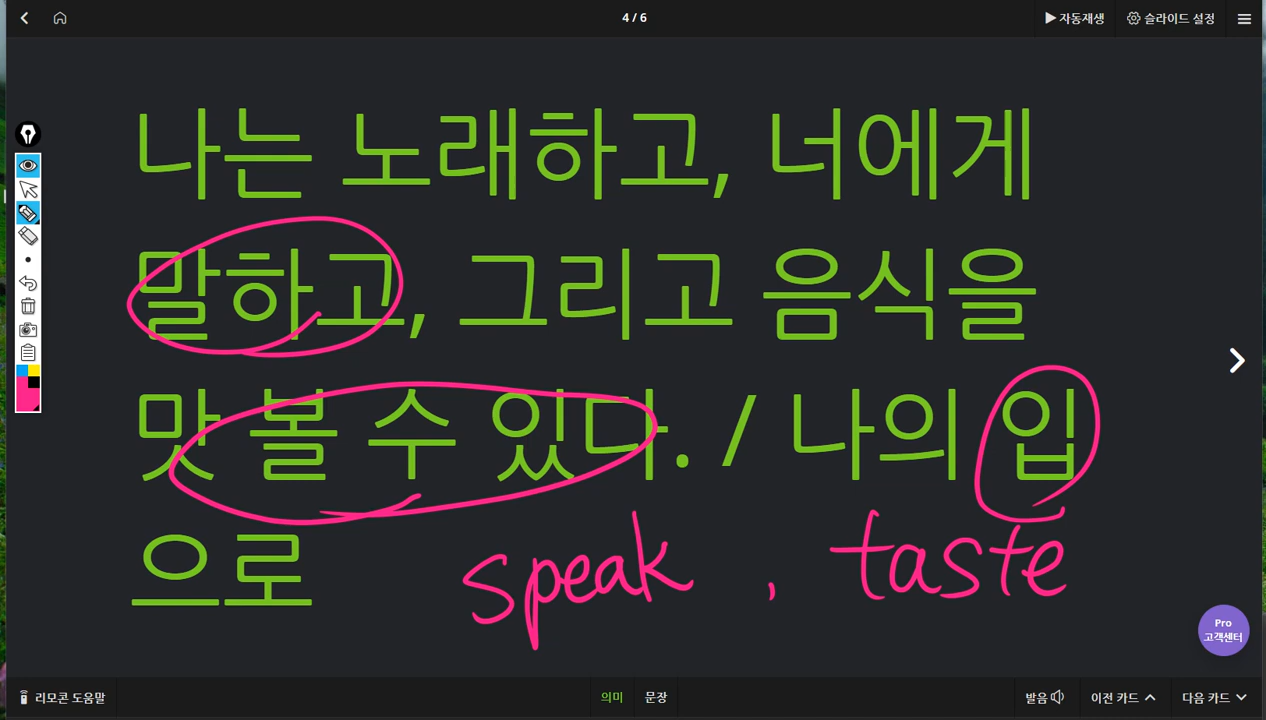 4 / 6
자동재생
슬라이드 설정
나는 노래하고, 너에게
말하고, 그리고 음식을
맛 볼 수 있다. / 나의 입
으로
speak , taste
Pro
고객센터
리모콘 도움말
의미
문장
발음
이전 카드
다음 카드